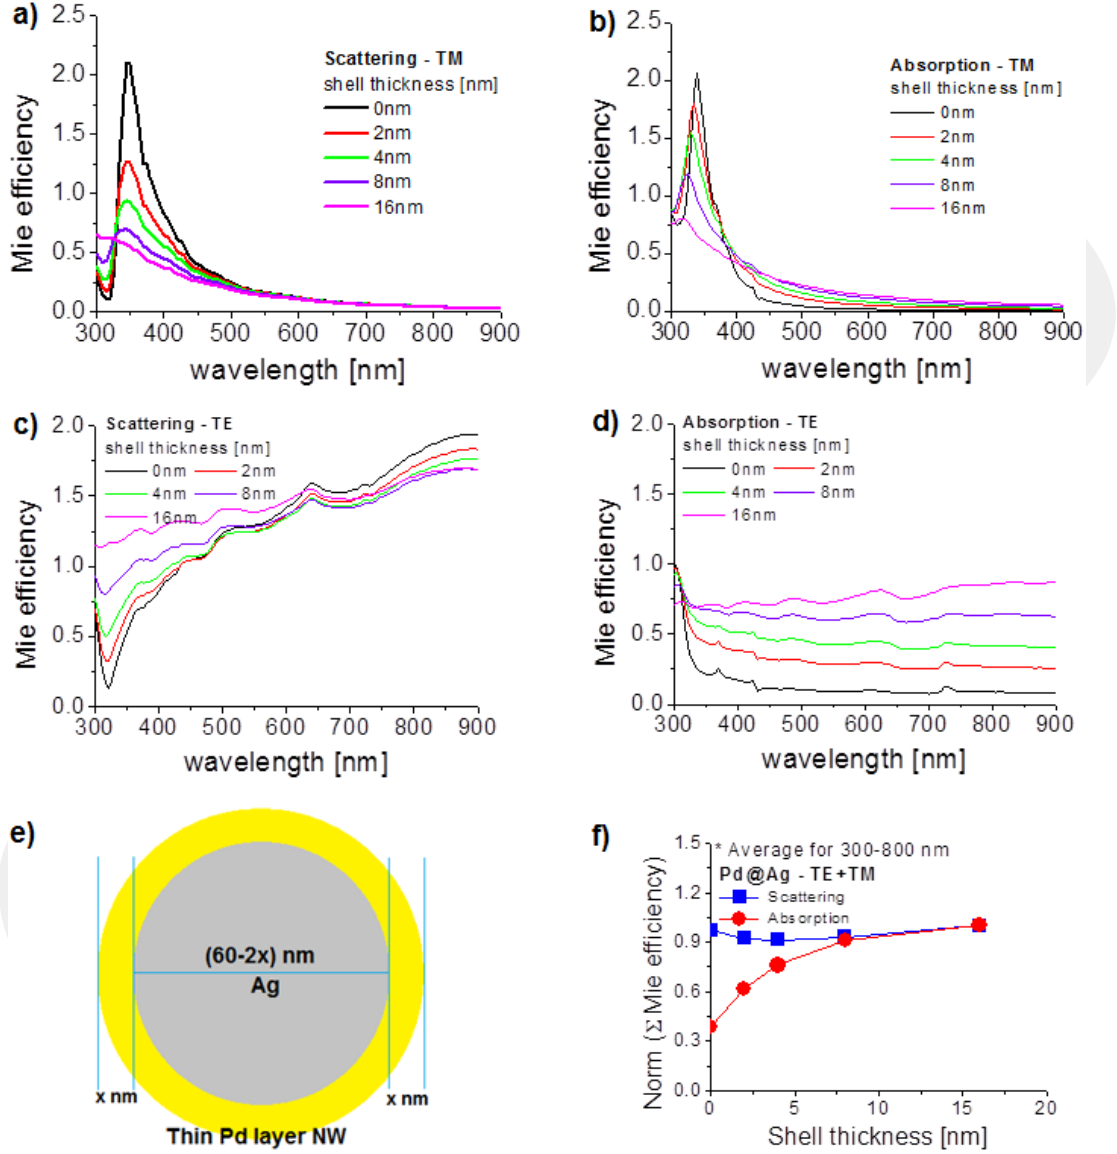 a)
Scattering - TM
shell thickness [nm]
0nm
2nm
4nm
8nm
16nm
Mie efficiency
2.5
2.0
1.5
1.0
0.5
0.0
300 400 500 600 700 800 900
wavelength [nm]
b)
Absorption - TM
shell thickness [nm]
0nm
2nm
4nm
8nm
16nm
Mie efficiency
2.5
2.0
1.5
1.0
0.5
0.0
300 400 500 600 700 800 900
wavelength [nm]
c)
Scattering - TE
shell thickness [nm]
0nm 2nm
4nm 8nm
16nm
Mie efficiency
2.0
1.5
1.0
0.5
0.0
300 400 500 600 700 800 900
wavelength [nm]
d)
Absorption - TE
shell thickness [nm]
0nm 2nm
4nm 8nm
16nm
Mie efficiency
2.0
1.5
1.0
0.5
0.0
300 400 500 600 700 800 900
wavelength [nm]
e)
(60-2x) nm
Ag
x nm x nm
Thin Pd layer NW
f)
* Average for 300-800 nm
Pd@Ag - TE+TM
Scattering
Absorption
Norm (Σ Mie efficiency)
1.5
1.2
0.9
0.6
0.3
0.0
0 5 10 15 20
Shell thickness [nm]